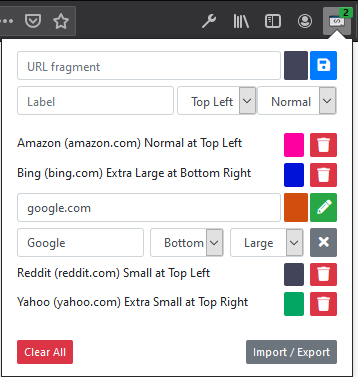 2
URL fragment
Label Top Left Normal
Amazon (amazon.com) Normal at Top Left
Bing (bing.com) Extra Large at Bottom Right
google.com
Google Bottom Large
Reddit (reddit.com) Small at Top Left
Yahoo (yahoo.com) Extra Small at Top Right
Clear All Import / Export